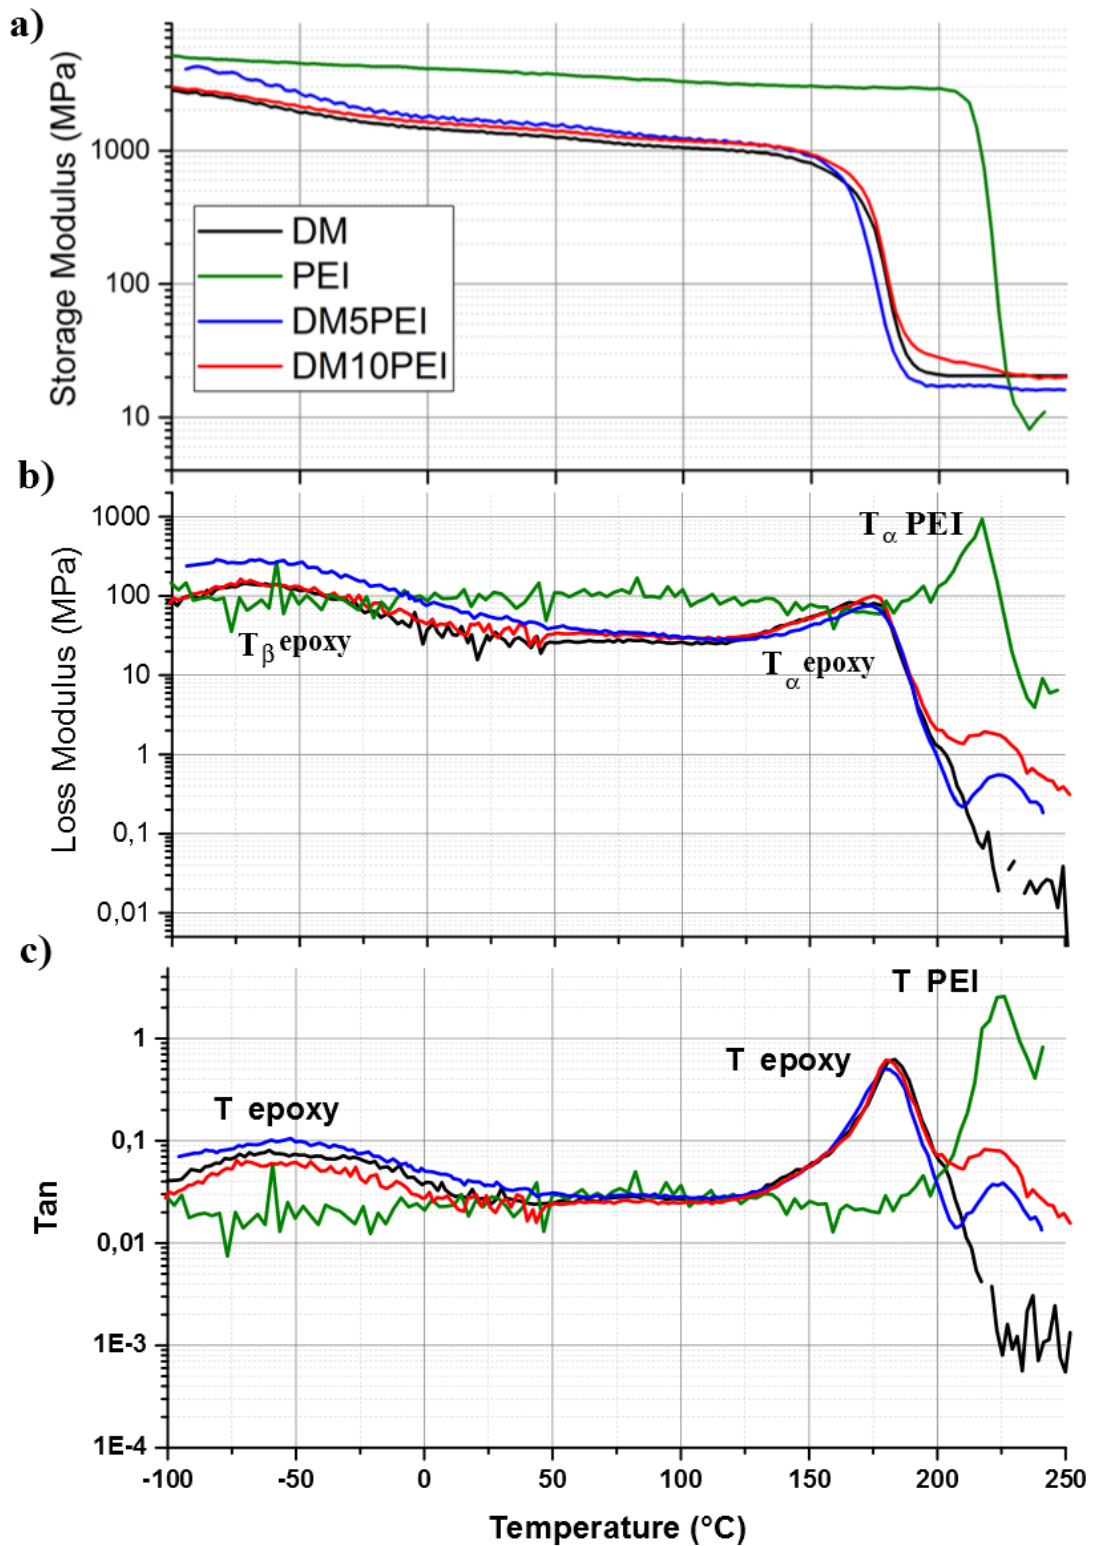 a)
Storage Modulus (MPa)
1000
100
10
DM
PEI
DM5PEI
DM10PEI
b)
Loss Modulus (MPa)
1000
100
10
1
0,1
0,01
Tα PEI
Tβ epoxy
Tα epoxy
c)
Tan
1
0,1
0,01
1E-3
1E-4
T PEI
T epoxy
T epoxy
-100 -50 0 50 100 150 200 250
Temperature (°C)